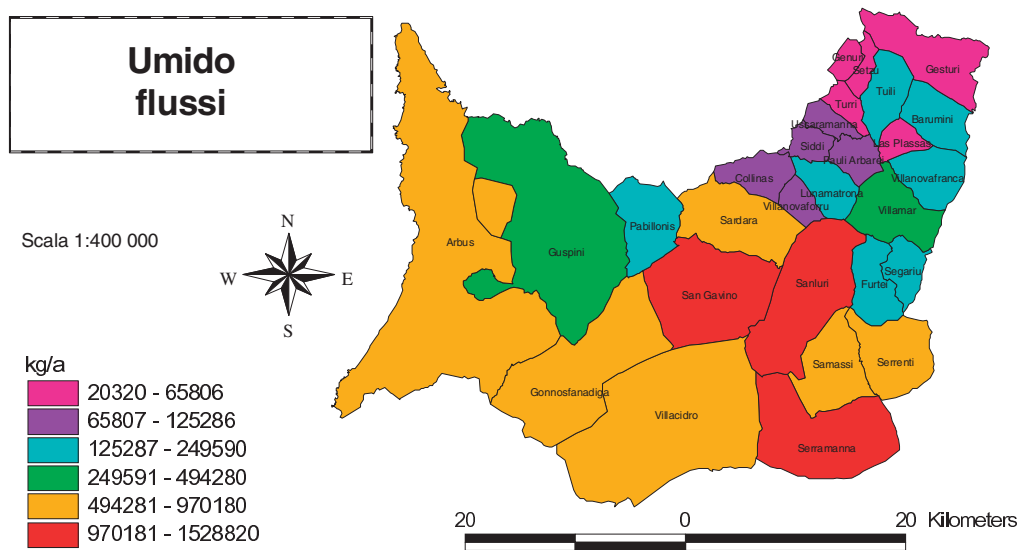 Umido
flussi
Scala 1:400 000
N
W
E
S
kg/a
20320 - 65806
65807 - 125286
125287 - 249590
249591 - 494280
494281 - 970180
970181 - 1528820
Genuri
Setzu
Gesturi
Tuili
Turri
Barumini
Ussaramanna
Las Plassas
Siddi
Pauli Arbarei
Collinas
Villanovafranca
Lunamatrona
Villanovaforru
Villamar
Sardara
Pabillonis
Arbus
Guspini
Segariu
Furtei
Sanluri
San Gavino
Samassi
Serrenti
Gonnosfanadiga
Villacidro
Serramanna
20 0 20 Kilometers